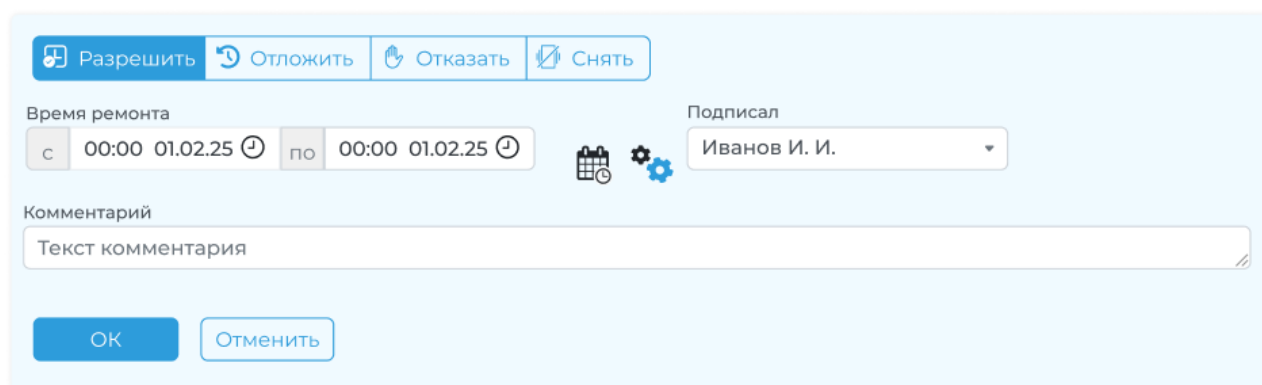 Разрешить Отложить Отказать Снять
Время ремонта Подписал
с 00:00 01.02.25 по 00:00 01.02.25 Иванов И. И.
Комментарий
Текст комментария
ОК Отменить